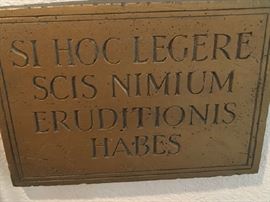 SI HOC LEGERE
SCIS NIMIUM
ERUDITIONIS
HABES